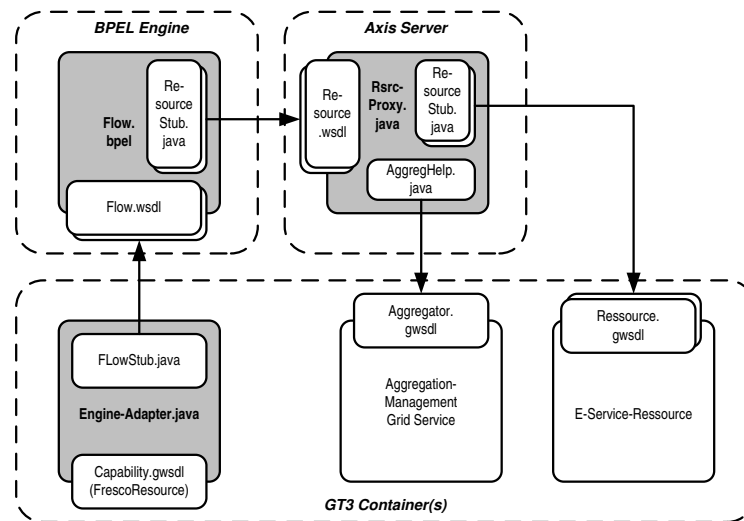 BPEL Engine
Axis Server
Flow.
bpel
Re-
source
Stub.
java
Flow.wsdl
Re-
source
.wsdl
Rsrc-
Proxy.
java
Re-
source
Stub.
java
AggregHelp.
java
FLowStub.java
Engine-Adapter.java
Capability.gwsdl
(FrescoResource)
Aggregator.
gwsdl
Aggregation-
Management
Grid Service
Ressource.
gwsdl
E-Service-Ressource
GT3 Container(s)